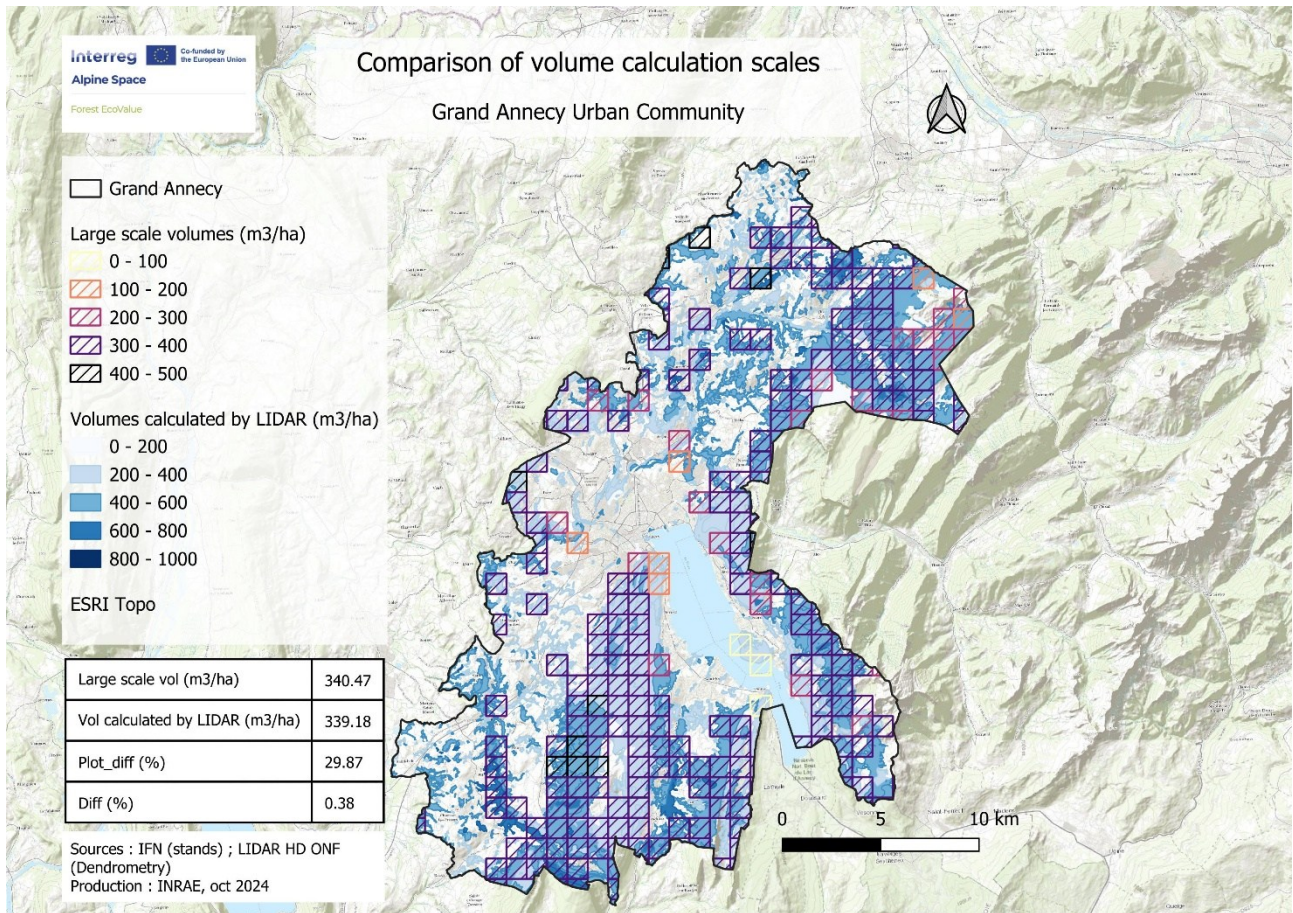 Interreg
Co-funded by
the European Union
Alpine Space
Forest EcoValue
Comparison of volume calculation scales
Grand Annecy Urban Community
Grand Annecy
Large scale volumes (m3/ha)
0 - 100
100 - 200
200 - 300
300 - 400
400 - 500
Volumes calculated by LIDAR (m3/ha)
0 - 200
200 - 400
400 - 600
600 - 800
800 - 1000
ESRI Topo
Large scale vol (m3/ha) 340.47
Vol calculated by LIDAR (m3/ha) 339.18
Plot_diff (%) 29.87
Diff (%) 0.38
Sources : IFN (stands) ; LIDAR HD ONF
(Dendrometry)
Production : INRAE, oct 2024
0 5 10 km